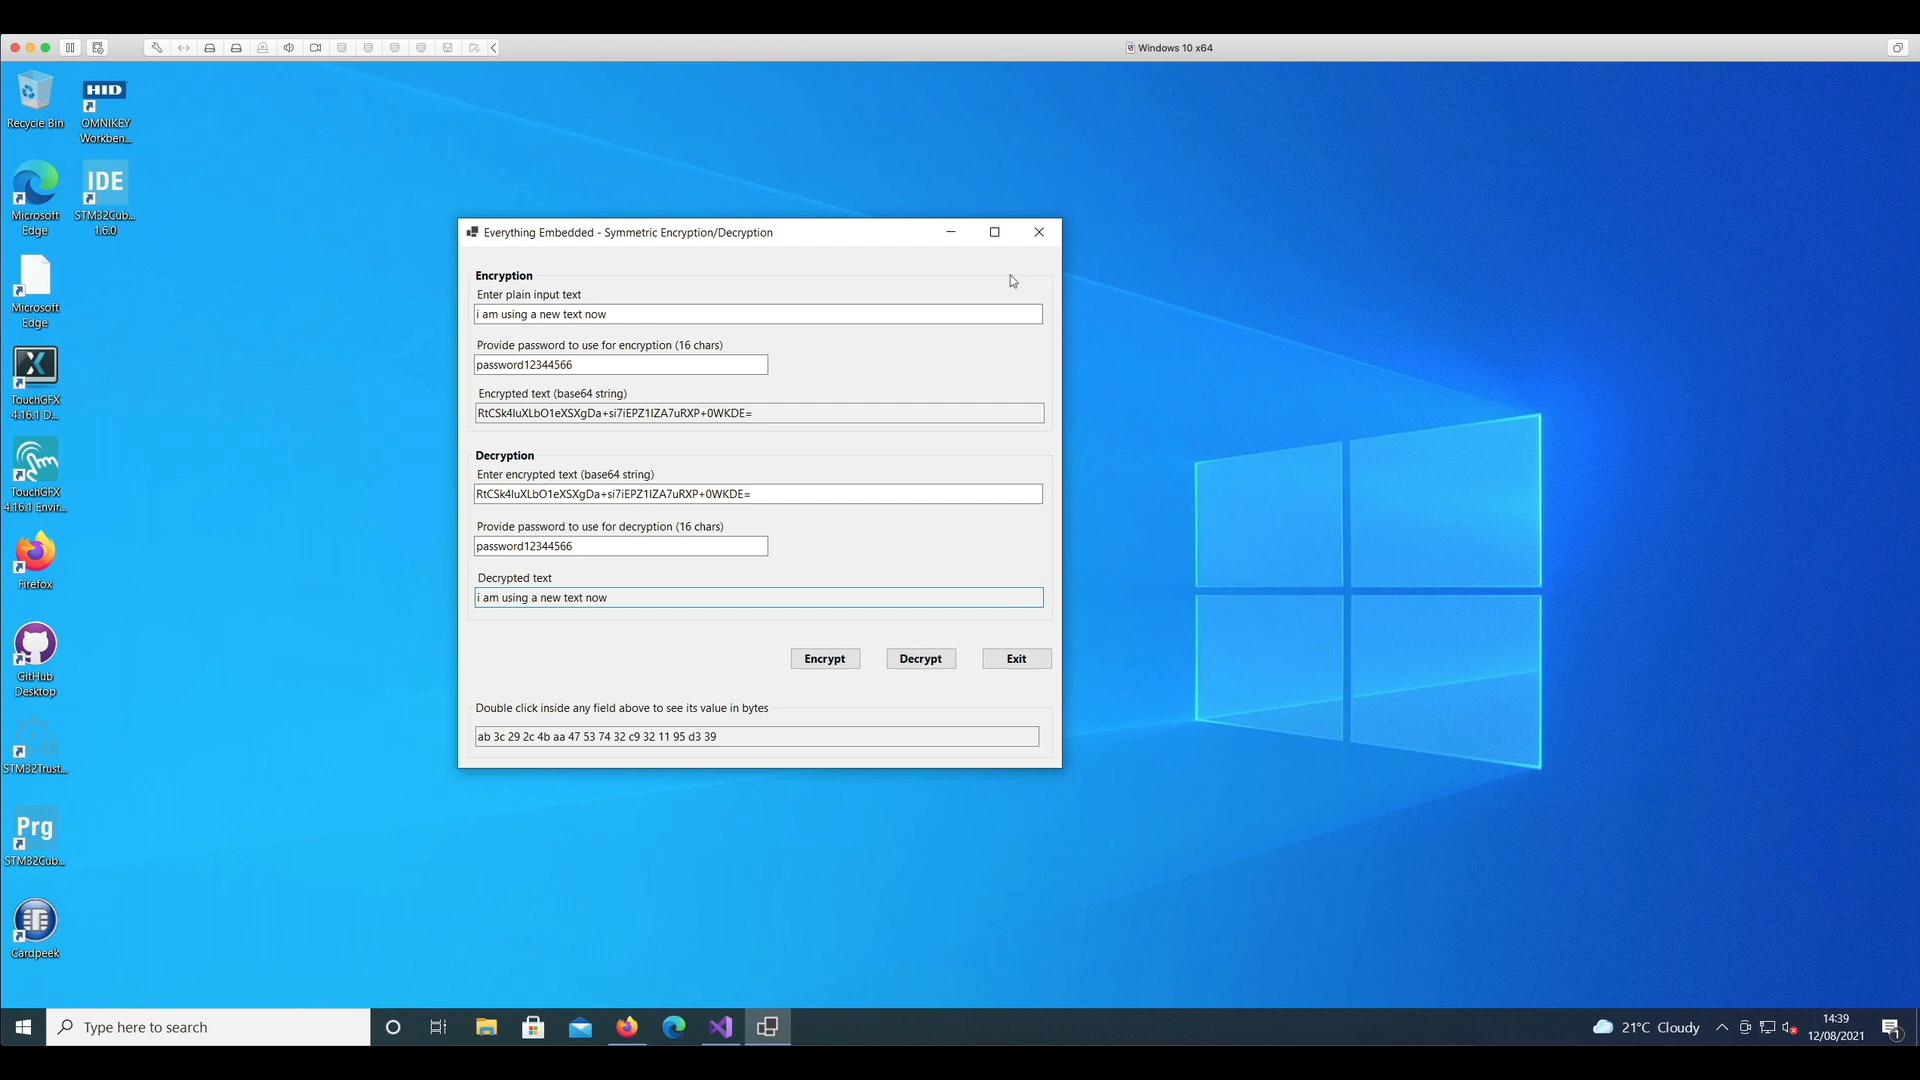 Windows 10 x64
Recycle Bin
HID
OMNIKEY
Workben...
Microsoft
Edge
IDE
STM32Cub...
1.6.0
Microsoft
Edge
TouchGFX
4.16.1 D...
TouchGFX
4.16.1 Envir...
Firefox
GitHub
Desktop
STM32Trust...
Prg
STM32Cub...
Cardpeek
Everything Embedded - Symmetric Encryption/Decryption
Encryption
Enter plain input text
i am using a new text now
Provide password to use for encryption (16 chars)
password12344566
Encrypted text (base64 string)
Decryption
Enter encrypted text (base64 string)
Provide password to use for decryption (16 chars)
password12344566
Decrypted text
i am using a new text now
Encrypt
Decrypt
Exit
Double click inside any field above to see its value in bytes
ab 3c 29 2c 4b aa 47 53 74 32 c9 32 11 95 d3 39
Type here to search
21°C Cloudy
14:39
12/08/2021
1